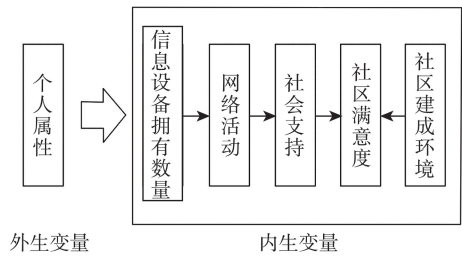 个人属性
信息设备拥有数量
网络活动
社会支持
社区满意度
社区建成环境
外生变量
内生变量